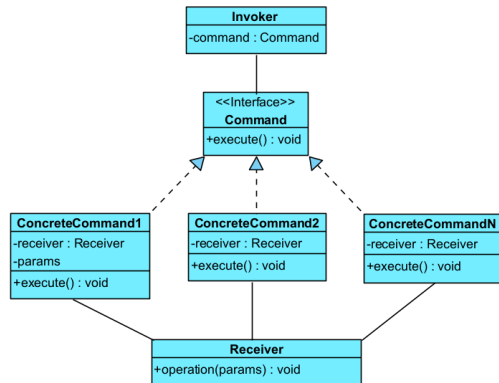 Invoker
-command : Command
<<Interface>>
Command
+execute() : void
ConcreteCommand1
-receiver : Receiver
-params
+execute() : void
ConcreteCommand2
-receiver : Receiver
+execute() : void
ConcreteCommandN
-receiver : Receiver
+execute() : void
Receiver
+operation(params) : void